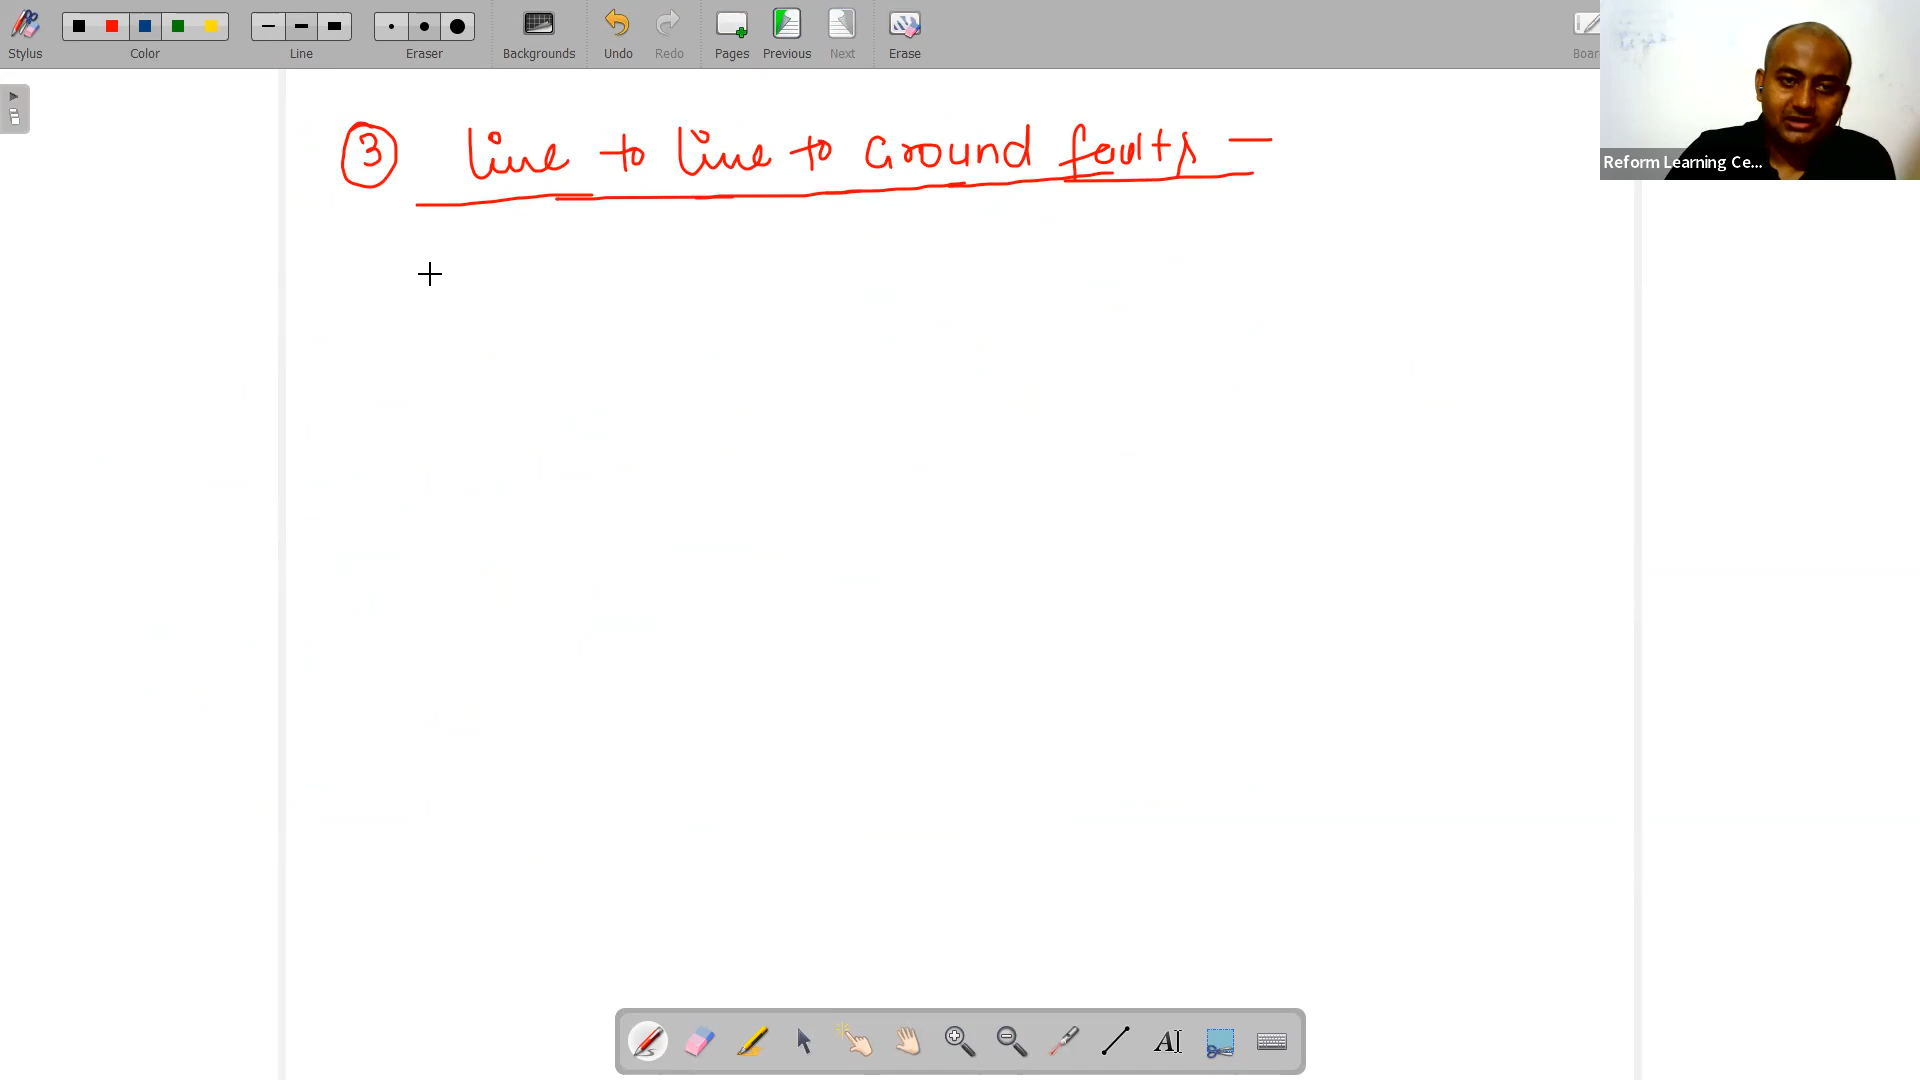 Stylus
Color
Line
Eraser
Backgrounds
Undo
Redo
Pages
Previous
Next
Erase
Reform Learning Ce...
③ Line to Line to Ground faults –